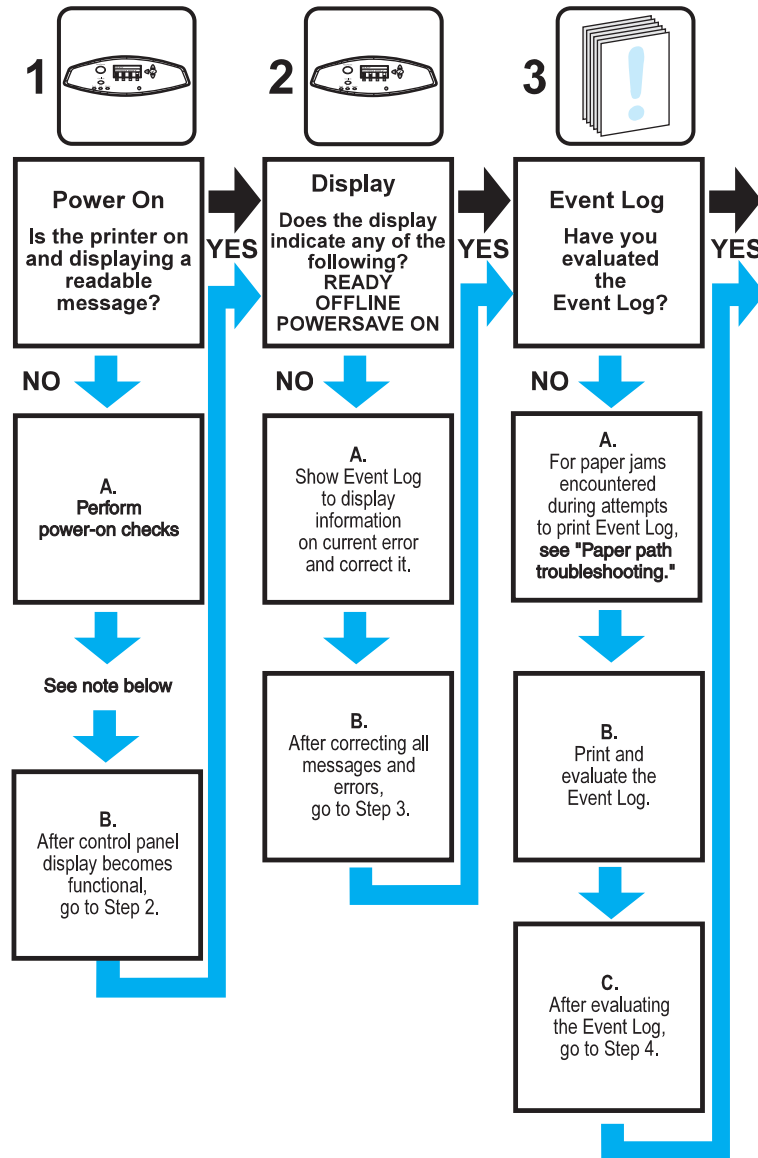 1
2
3
Power On
Is the printer on
and displaying a
readable
message?
YES
NO
A.
Perform
power-on checks
See note below
B.
After control panel
display becomes
functional,
go to Step 2.
Display
Does the display
indicate any of the
following?
READY
OFFLINE
POWERSAVE ON
YES
NO
A.
Show Event Log
to display
information
on current error
and correct it.
B.
After correcting all
messages and
errors,
go to Step 3.
Event Log
Have you
evaluated
the
Event Log?
YES
NO
A.
For paper jams
encountered
during attempts
to print Event Log,
see "Paper path
troubleshooting."
B.
Print and
evaluate the
Event Log.
C.
After evaluating
the Event Log,
go to Step 4.